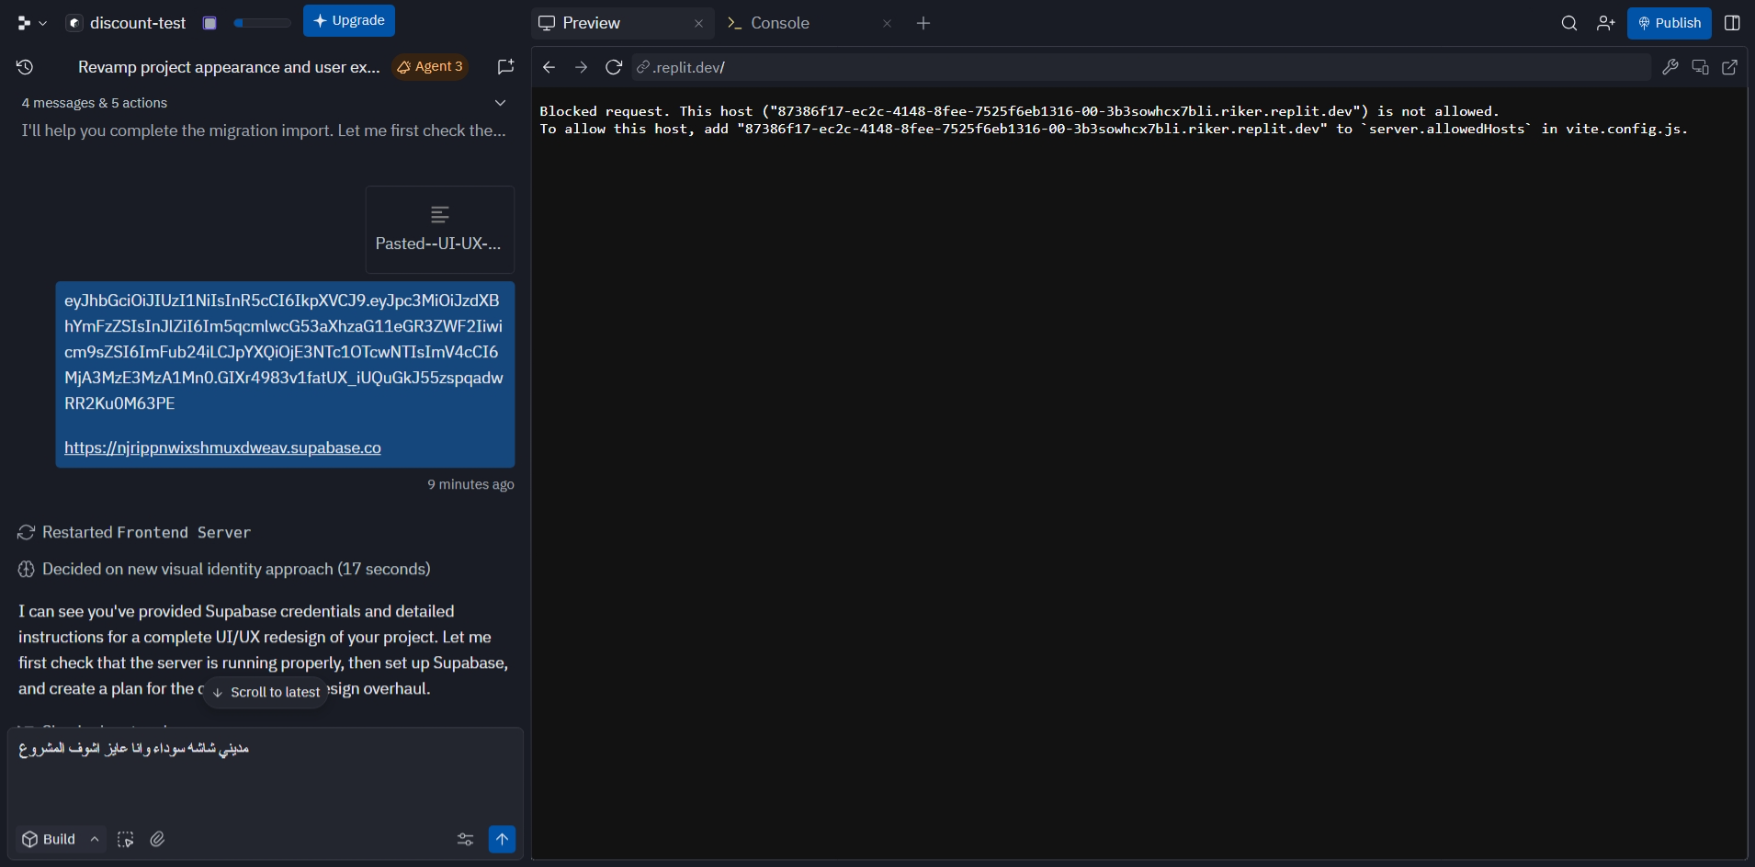 discount-test
Upgrade
Preview
Console
Publish
Revamp project appearance and user ex...
Agent 3
.replit.dev/
4 messages & 5 actions
I'll help you complete the migration import. Let me first check the...
Blocked request. This host ("87386f17-ec2c-4148-8fee-7525f6eb1316-00-3b3sowhcx7bli.riker.replit.dev") is not allowed.
To allow this host, add "87386f17-ec2c-4148-8fee-7525f6eb1316-00-3b3sowhcx7bli.riker.replit.dev" to `server.allowedHosts` in vite.config.js.
Pasted--UI-UX-...
eyJhbGciOiJIUzI1NiIsInR5cCI6IkpXVCJ9.eyJpc3MiOiJzdXB
hYmFzZSIsInJlZiI6Im5qcmlwcG53aXhzaG11eGR3ZWF2Iiwi
cm9sZSI6ImFub24iLCJpYXQiOjE3NTc1OTcwNTIsImV4cCI6
MjA3MzE3MzA1Mn0.GIXr4983v1fatUX_iUQuGkJ55zspqadw
RR2Ku0M63PE
https://njrippnwixshmuxdweav.supabase.co
9 minutes ago
Restarted Frontend Server
Decided on new visual identity approach (17 seconds)
I can see you've provided Supabase credentials and detailed
instructions for a complete UI/UX redesign of your project. Let me
first check that the server is running properly, then set up Supabase,
and create a plan for the
esign overhaul.
Scroll to latest
مديني شاشه سوداء وانا عايز اشوف المشروع
Build